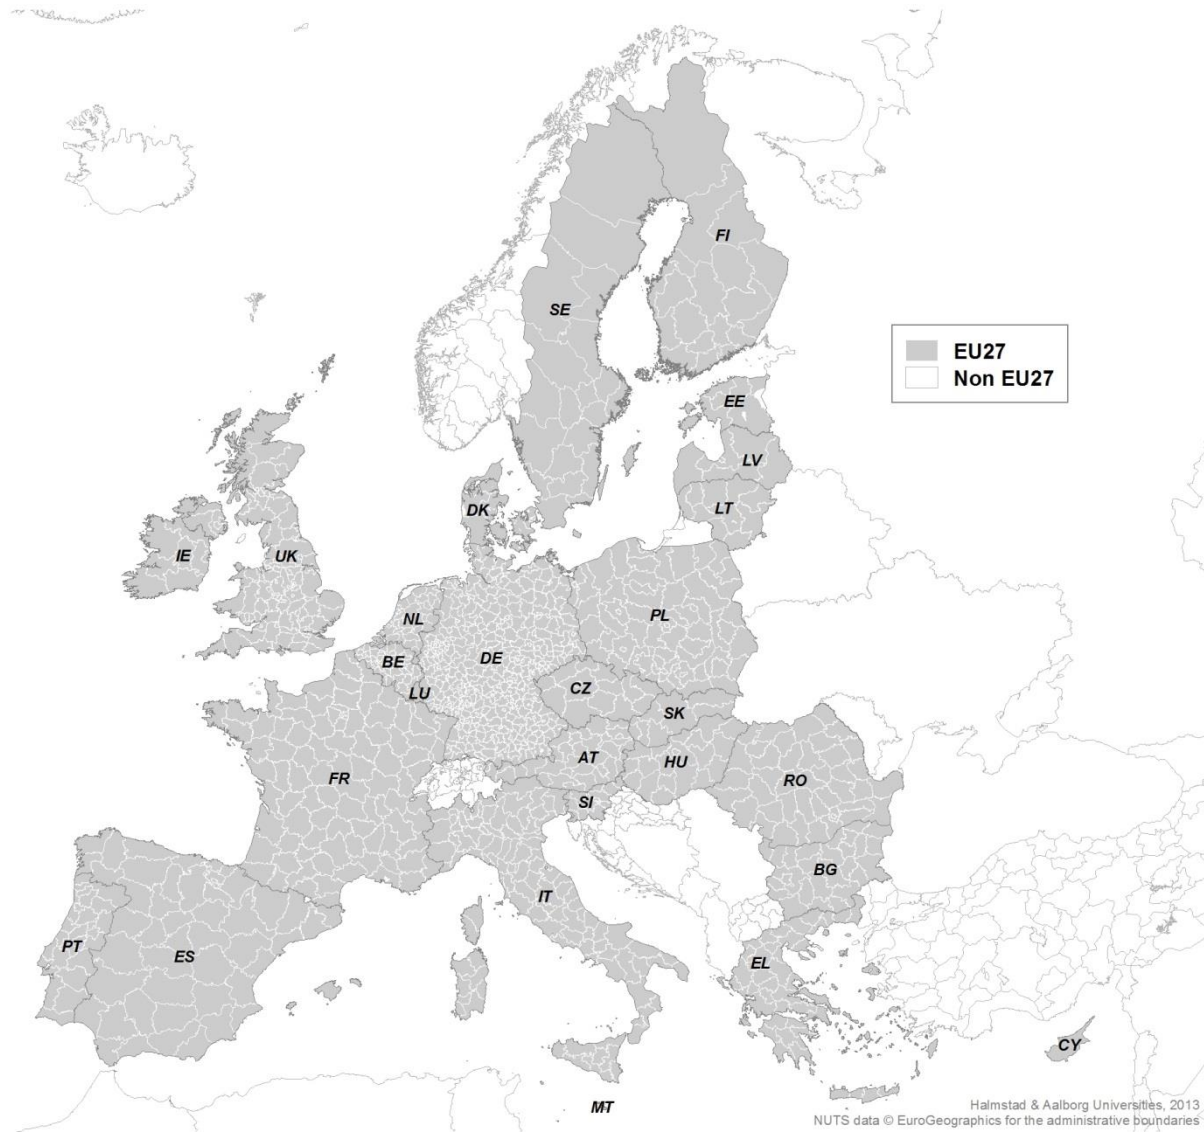 FI
SE
EU27
Non EU27
EE
LV
LT
DK
IE
UK
NL
PL
BE
DE
LU
CZ
SK
AT
HU
FR
RO
SI
BG
IT
PT
ES
EL
CY
MT
Halmstad & Aalborg Universities, 2013
NUTS data © EuroGeographics for the administrative boundaries